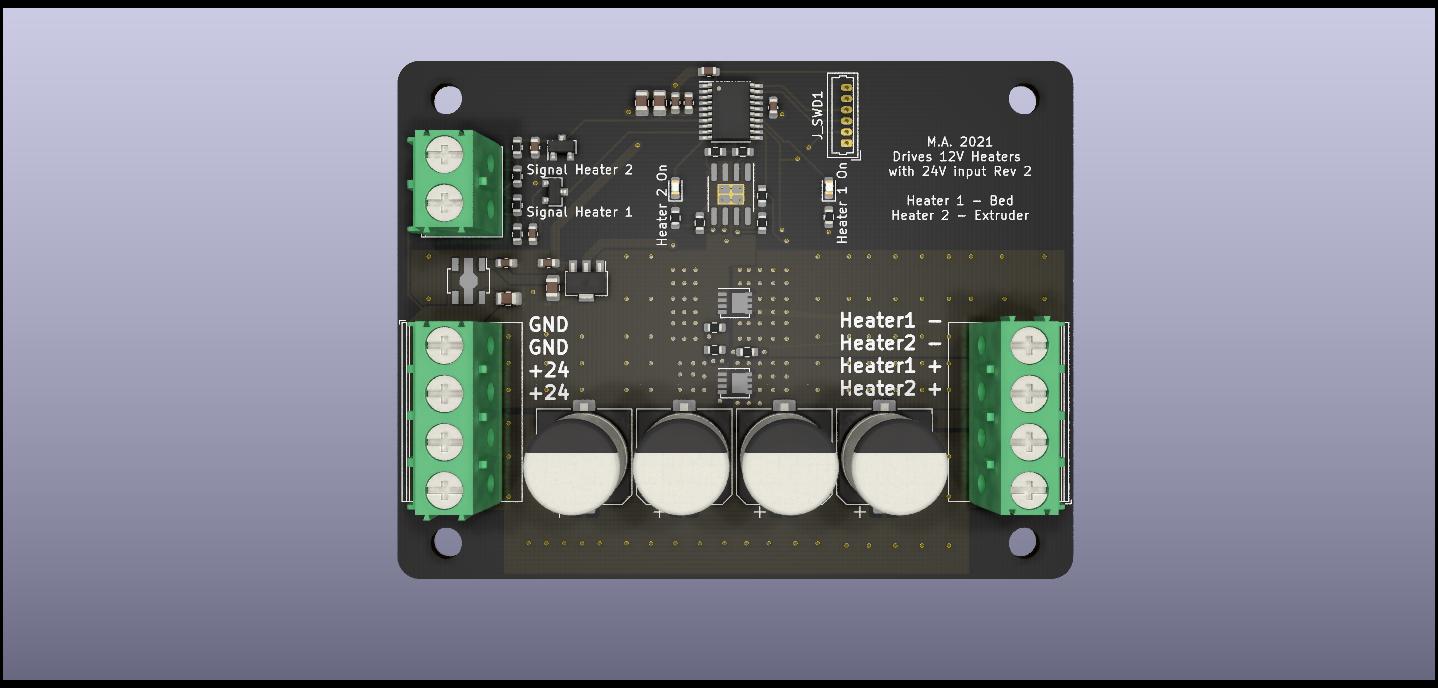 J_SWD1
M.A. 2021
Drives 12V Heaters
with 24V input Rev 2
Heater 1 - Bed
Heater 2 - Extruder
Signal Heater 2
Signal Heater 1
Heater 2 On
Heater 1 On
GND
GND
+24
+24
Heater1 -
Heater2 -
Heater1 +
Heater2 +
+
+
+
+